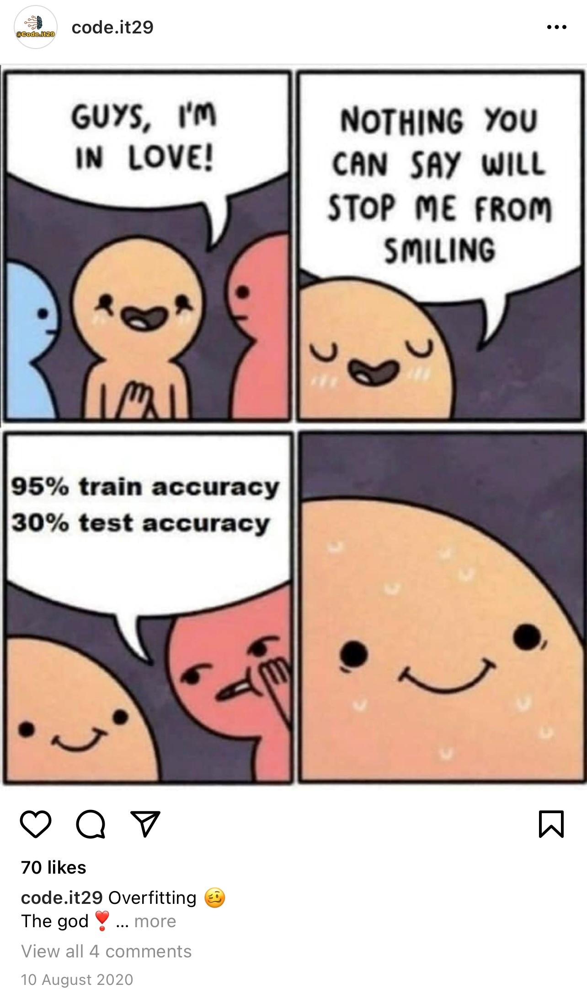 @Code.it29
code.it29
GUYS, I'M
IN LOVE!
NOTHING YOU
CAN SAY WILL
STOP ME FROM
SMILING
95% train accuracy
30% test accuracy
70 likes
code.it29 Overfitting 🥴
The god ❣️ ... more
View all 4 comments
10 August 2020